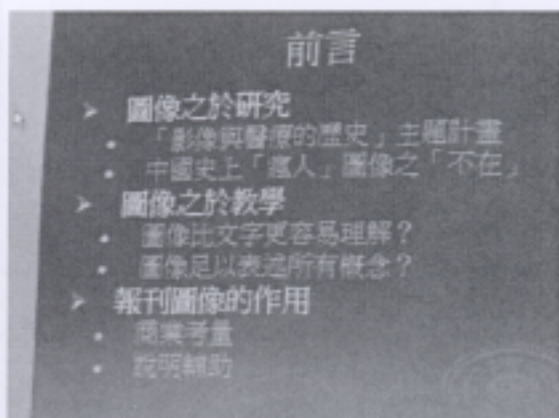 前言
➢ 圖像之於研究
• 「影像與醫療的歷史」主題計畫
• 中國史上「瘋人」圖像之「不在」
➢ 圖像之於教學
• 圖像比文字更容易理解？
• 圖像足以表述所有概念？
➢ 報刊圖像的作用
• 商業考量
• 說明輔助